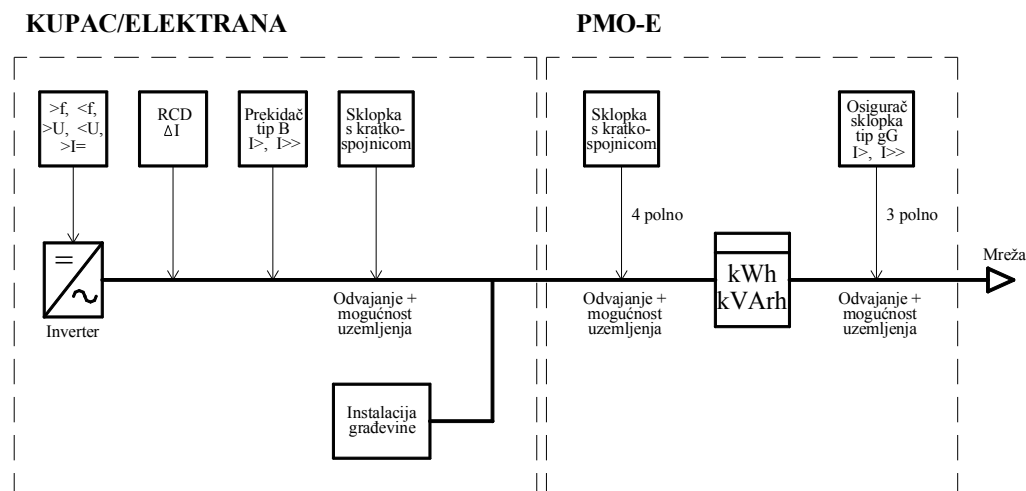 KUPAC/ELEKTRANA
PMO-E
>f, <f,
>U, <U,
>I=
RCD
ΔI
Prekidač
tip B
I>, I>>
Sklopka
s kratko-
spojnicom
Sklopka
s kratko-
spojnicom
Osigurač
sklopka
tip gG
I>, I>>
4 polno
3 polno
Mreža
=
kWh
kVArh
Inverter
Odvajanje +
mogućnost
uzemljenja
Odvajanje +
mogućnost
uzemljenja
Odvajanje +
mogućnost
uzemljenja
Instalacija
građevine